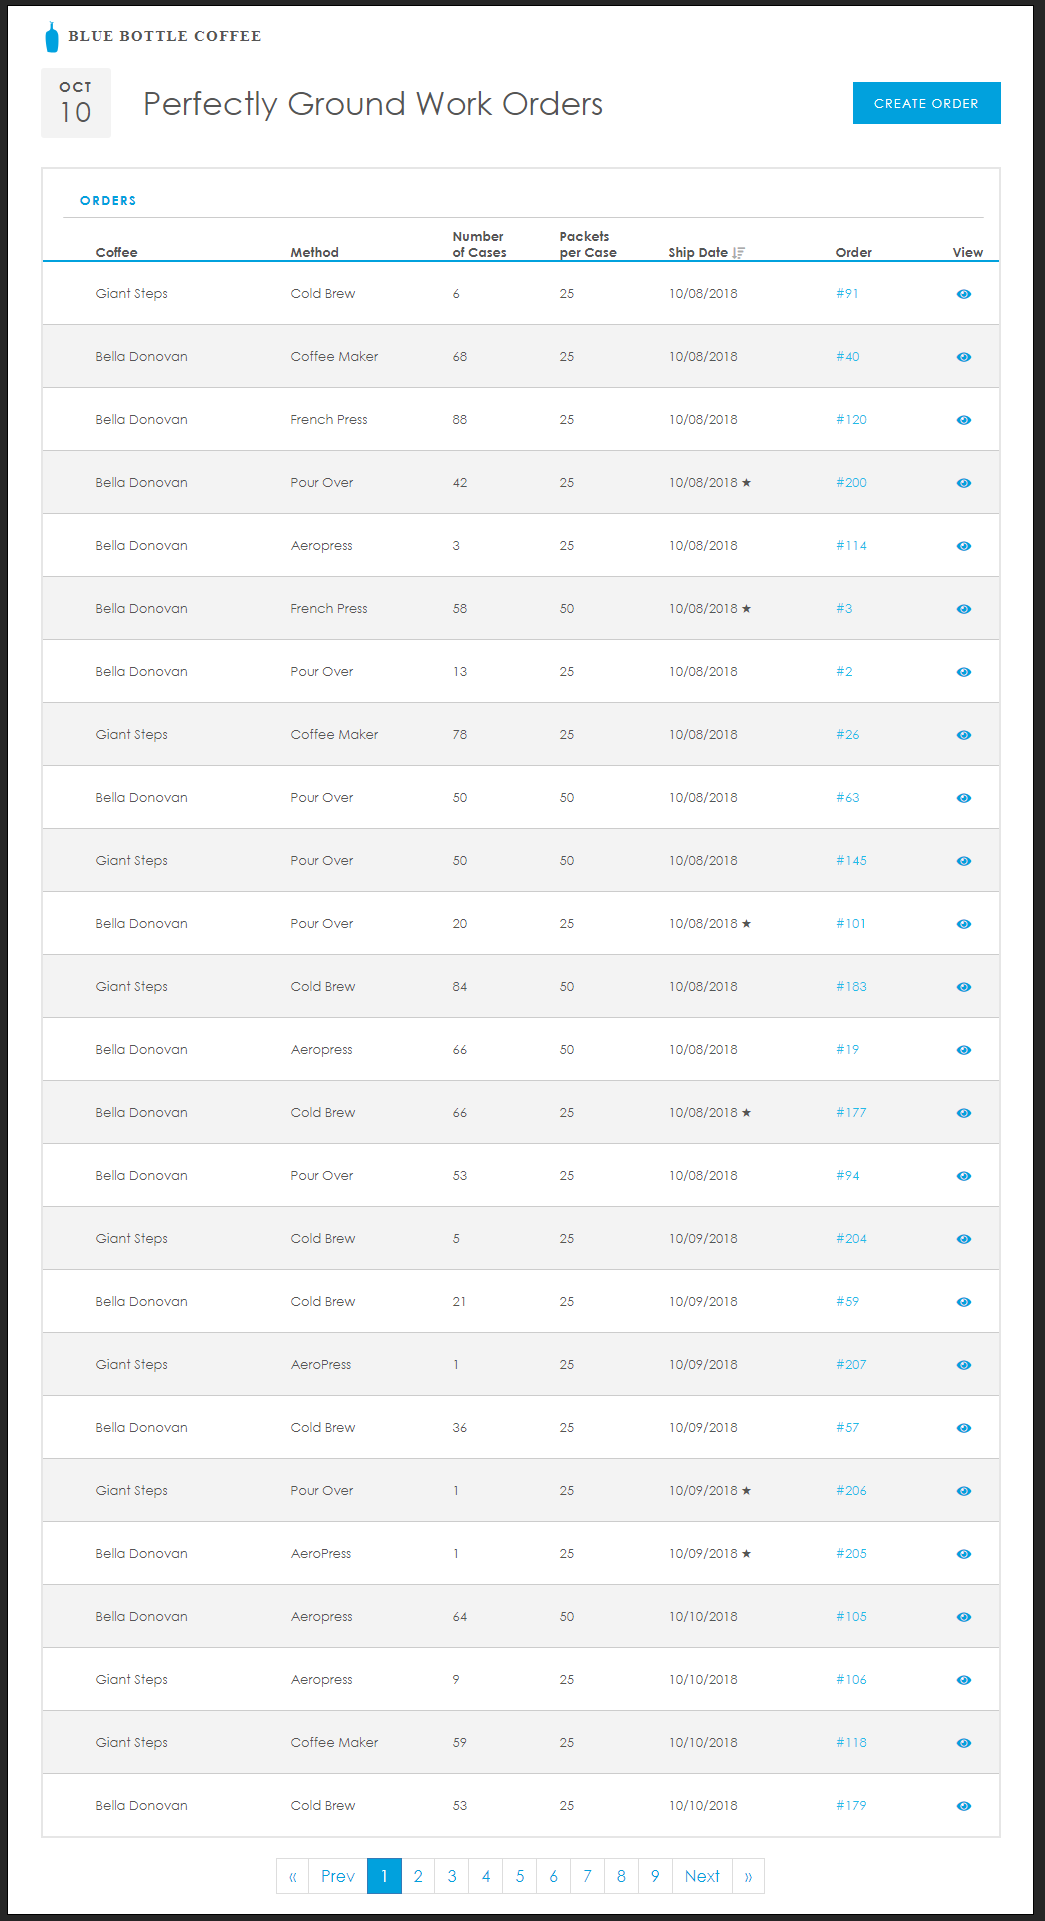 BLUE BOTTLE COFFEE
OCT
10
Perfectly Ground Work Orders
CREATE ORDER
ORDERS
Coffee Method Number of Cases Packets per Case Ship Date Order View
Giant Steps Cold Brew 6 25 10/08/2018 #91
Bella Donovan Coffee Maker 68 25 10/08/2018 #40
Bella Donovan French Press 88 25 10/08/2018 #120
Bella Donovan Pour Over 42 25 10/08/2018 ★ #200
Bella Donovan Aeropress 3 25 10/08/2018 #114
Bella Donovan French Press 58 50 10/08/2018 ★ #3
Bella Donovan Pour Over 13 25 10/08/2018 #2
Giant Steps Coffee Maker 78 25 10/08/2018 #26
Bella Donovan Pour Over 50 50 10/08/2018 #63
Giant Steps Pour Over 50 50 10/08/2018 #145
Bella Donovan Pour Over 20 25 10/08/2018 ★ #101
Giant Steps Cold Brew 84 50 10/08/2018 #183
Bella Donovan Aeropress 66 50 10/08/2018 #19
Bella Donovan Cold Brew 66 25 10/08/2018 ★ #177
Bella Donovan Pour Over 53 25 10/08/2018 #94
Giant Steps Cold Brew 5 25 10/09/2018 #204
Bella Donovan Cold Brew 21 25 10/09/2018 #59
Giant Steps AeroPress 1 25 10/09/2018 #207
Bella Donovan Cold Brew 36 25 10/09/2018 #57
Giant Steps Pour Over 1 25 10/09/2018 ★ #206
Bella Donovan AeroPress 1 25 10/09/2018 ★ #205
Bella Donovan Aeropress 64 50 10/10/2018 #105
Giant Steps Aeropress 9 25 10/10/2018 #106
Giant Steps Coffee Maker 59 25 10/10/2018 #118
Bella Donovan Cold Brew 53 25 10/10/2018 #179
« Prev 1 2 3 4 5 6 7 8 9 Next »